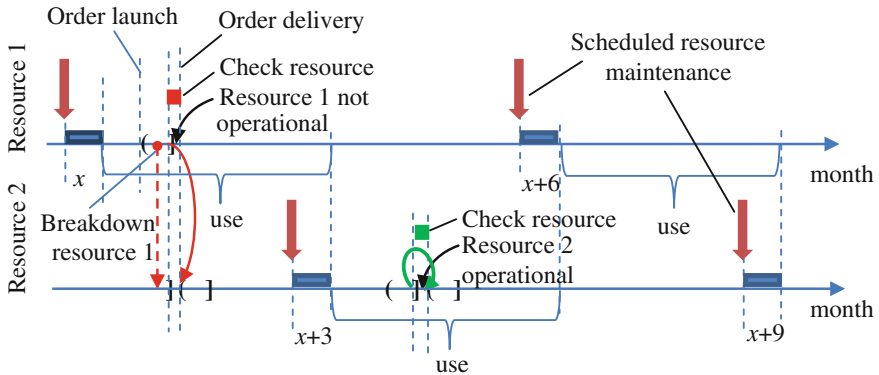 Order launch
Order delivery
Check resource
Resource 1 not
operational
Scheduled resource
maintenance
Resource 1
( ]
x
use
x+6
use
month
Breakdown
resource 1
Check resource
Resource 2
operational
Resource 2
] ( ]
( ] ( ]
x+3
use
x+9
month